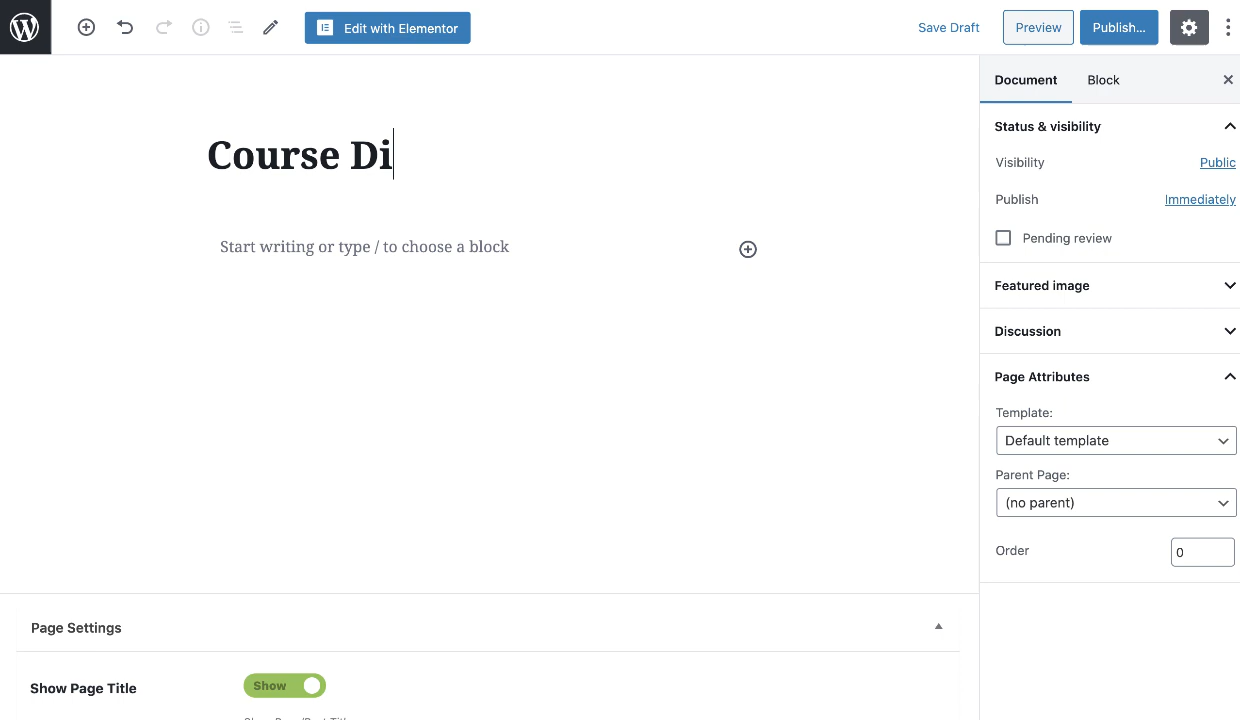 Edit with Elementor
Save Draft
Preview
Publish...
Document
Block
Course Di
Start writing or type / to choose a block
Status & visibility
Visibility
Public
Publish
Immediately
Pending review
Featured image
Discussion
Page Attributes
Template:
Default template
Parent Page:
(no parent)
Order
0
Page Settings
Show Page Title
Show